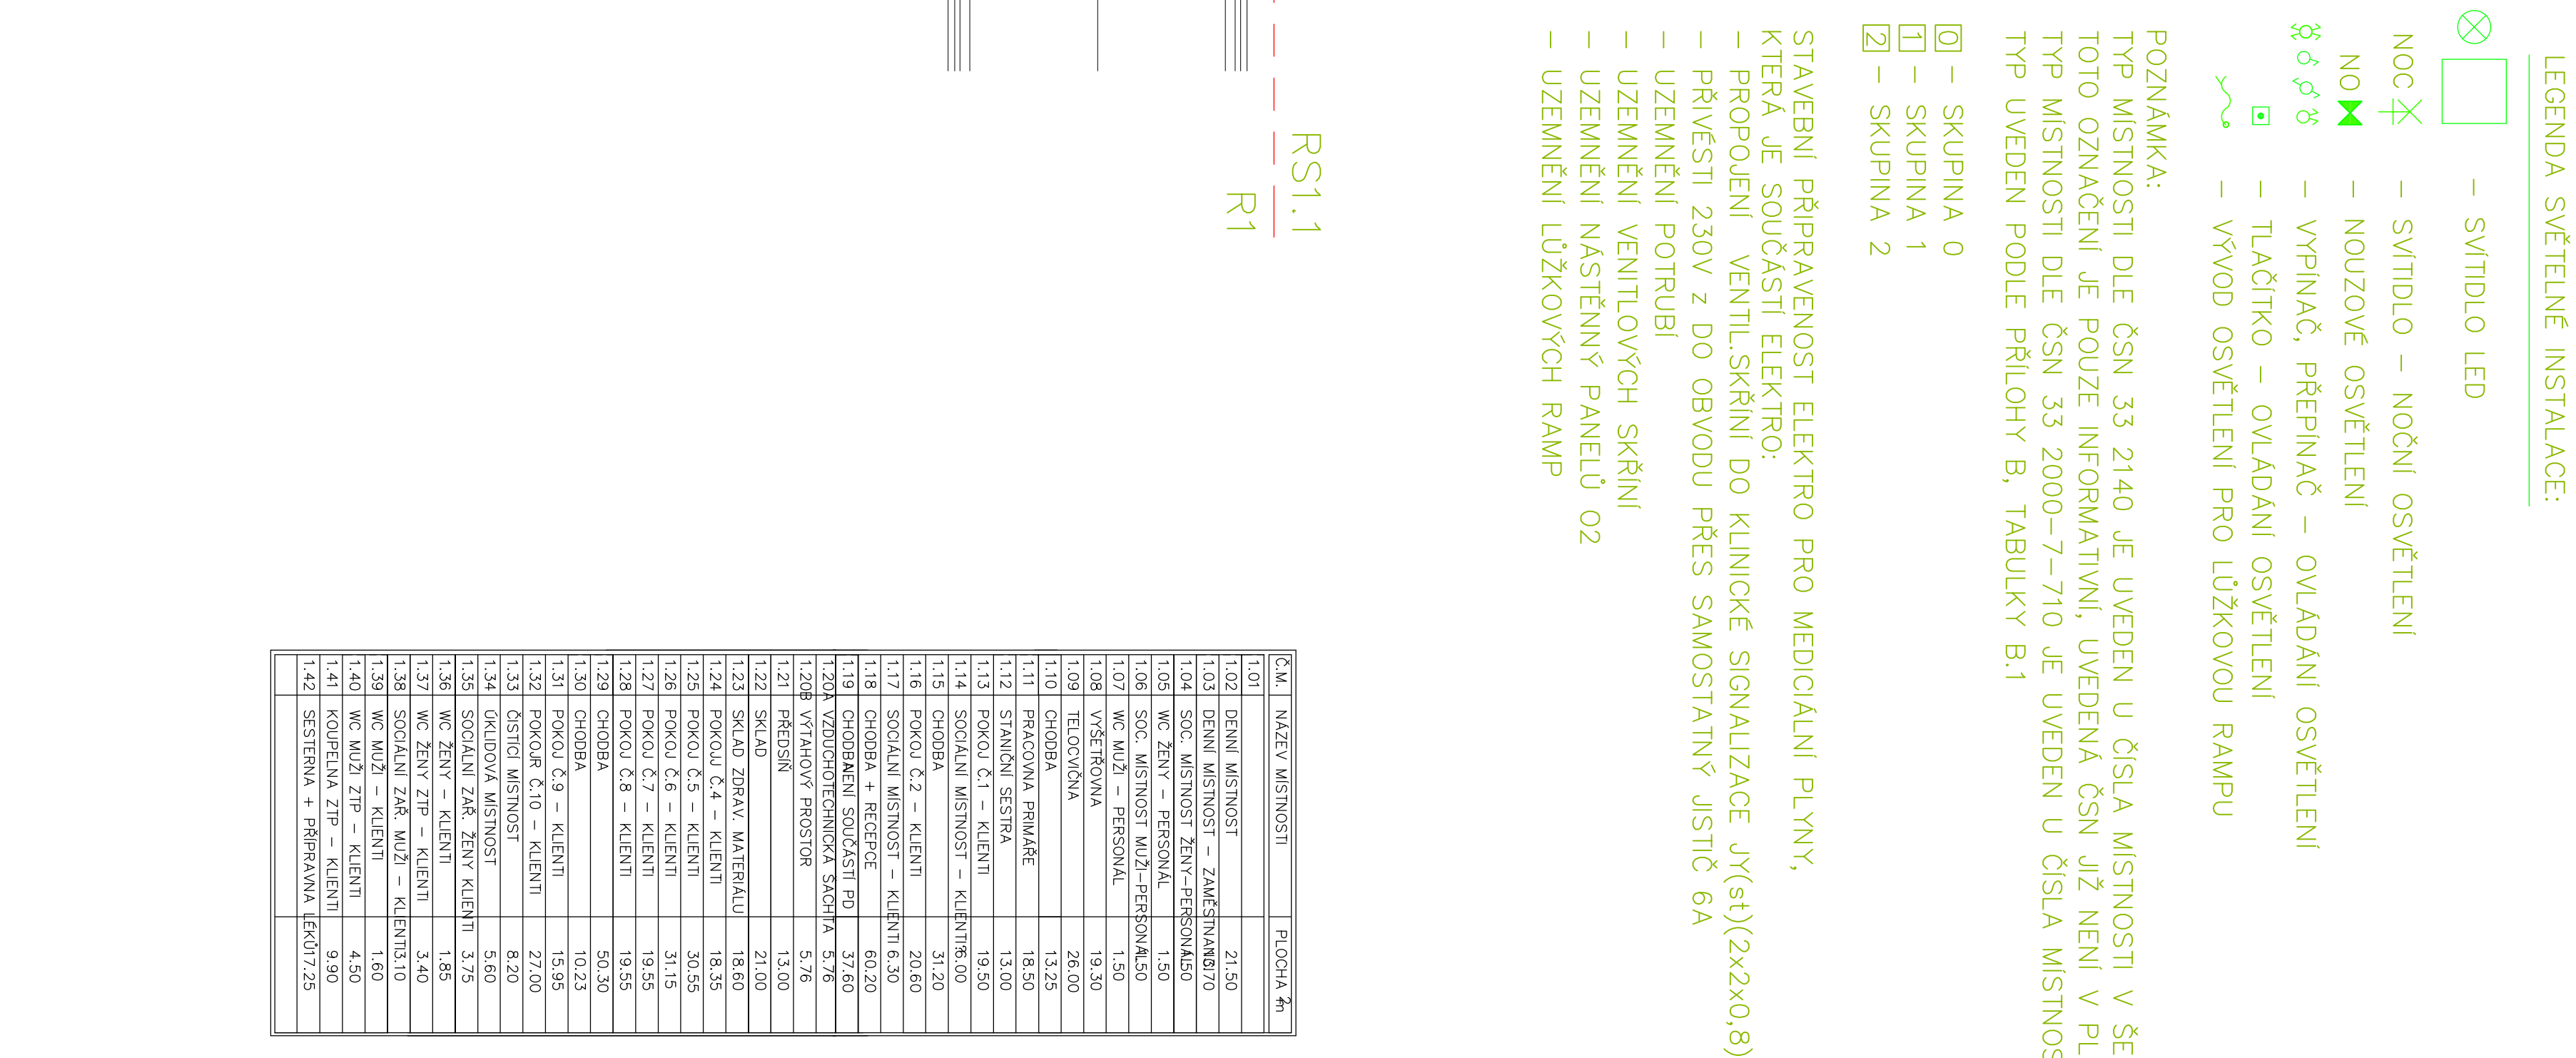 LEGENDA SVĚTELNÉ INSTALACE:
– SVÍTIDLO LED
NOC – SVÍTIDLO – NOČNÍ OSVĚTLENÍ
NO – NOUZOVÉ OSVĚTLENÍ
– VYPÍNAČ, PŘEPÍNAČ – OVLÁDÁNÍ OSVĚTLENÍ
– TLAČÍTKO – OVLÁDÁNÍ OSVĚTLENÍ
– VÝVOD OSVĚTLENÍ PRO LŮŽKOVOU RAMPU
POZNÁMKA:
TYP MÍSTNOSTI DLE ČSN 33 2140 JE UVEDEN U ČÍSLA MÍSTNOSTI V ŠE
TOTO OZNAČENÍ JE POUZE INFORMATIVNÍ, UVEDENÁ ČSN JIŽ NENÍ V PL
TYP MÍSTNOSTI DLE ČSN 33 2000–7–710 JE UVEDEN U ČÍSLA MÍSTNOS
TYP UVEDEN PODLE PŘÍLOHY B, TABULKY B.1
0 – SKUPINA 0
1 – SKUPINA 1
2 – SKUPINA 2
STAVEBNÍ PŘIPRAVENOST ELEKTRO PRO MEDICIÁLNÍ PLYNY,
KTERÁ JE SOUČÁSTÍ ELEKTRO:
– PROPOJENÍ VENTIL.SKŘÍNÍ DO KLINICKÉ SIGNALIZACE JY(st)(2x2x0,8)
– PŘIVÉSTI 230V z DO OBVODU PŘES SAMOSTATNÝ JISTIČ 6A
– UZEMNĚNÍ POTRUBÍ
– UZEMNĚNÍ VENITLOVÝCH SKŘÍNÍ
– UZEMNĚNÍ NÁSTĚNNÝ PANELŮ O2
– UZEMNĚNÍ LŮŽKOVÝCH RAMP
RS1.1
R1
Č.M. NÁZEV MÍSTNOSTI PLOCHA m2
1.01
1.02 DENNÍ MÍSTNOST 21.50
1.03 DENNÍ MÍSTNOST – ZAMĚSTNANCI 13.70
1.04 SOC. MÍSTNOST ŽENY–PERSONÁL 4.50
1.05 WC ŽENY – PERSONÁL 1.50
1.06 SOC. MÍSTNOST MUŽI–PERSONÁL 4.50
1.07 WC MUŽI – PERSONÁL 1.50
1.08 VYŠETŘOVNA 19.30
1.09 TELOCVIČNA 26.00
1.10 CHODBA 13.25
1.11 PRACOVNA PRIMÁŘE 18.50
1.12 STANIČNÍ SESTRA 13.00
1.13 POKOJ Č.1 – KLIENTI 19.50
1.14 SOCIÁLNÍ MÍSTNOST – KLIENTI 6.00
1.15 CHODBA 31.20
1.16 POKOJ Č.2 – KLIENTI 20.60
1.17 SOCIÁLNÍ MÍSTNOST – KLIENTI 6.30
1.18 CHODBA + RECEPCE 60.20
1.19 CHODBA NENÍ SOUČÁSTÍ PD 37.60
1.20A VZDUCHOTECHNICKÁ ŠACHTA 5.76
1.20B VÝTAHOVÝ PROSTOR 5.76
1.21 PŘEDSÍŇ 13.00
1.22 SKLAD 21.00
1.23 SKLAD ZDRAV. MATERIÁLU 18.60
1.24 POKOJU Č.4 – KLIENTI 18.35
1.25 POKOJ Č.5 – KLIENTI 30.55
1.26 POKOJ Č.6 – KLIENTI 31.15
1.27 POKOJ Č.7 – KLIENTI 19.55
1.28 POKOJ Č.8 – KLIENTI 19.55
1.29 CHODBA 50.30
1.30 CHODBA 10.23
1.31 POKOJ Č.9 – KLIENTI 15.95
1.32 POKOJR Č.10 – KLIENTI 27.00
1.33 ČISTÍCÍ MÍSTNOST 8.20
1.34 ÚKLIDOVÁ MÍSTNOST 5.60
1.35 SOCIÁLNÍ ZAŘ. ŽENY KLIENTI 3.75
1.36 WC ŽENY – KLIENTI 1.85
1.37 WC ŽENY ZTP – KLIENTI 3.40
1.38 SOCIÁLNÍ ZAŘ. MUŽI – KLIENTI 3.10
1.39 WC MUŽI – KLIENTI 1.60
1.40 WC MUŽI ZTP – KLIENTI 4.50
1.41 KOUPELNA ZTP – KLIENTI 9.90
1.42 SESTERNA + PŘÍPRAVNA LÉKŮ 17.25